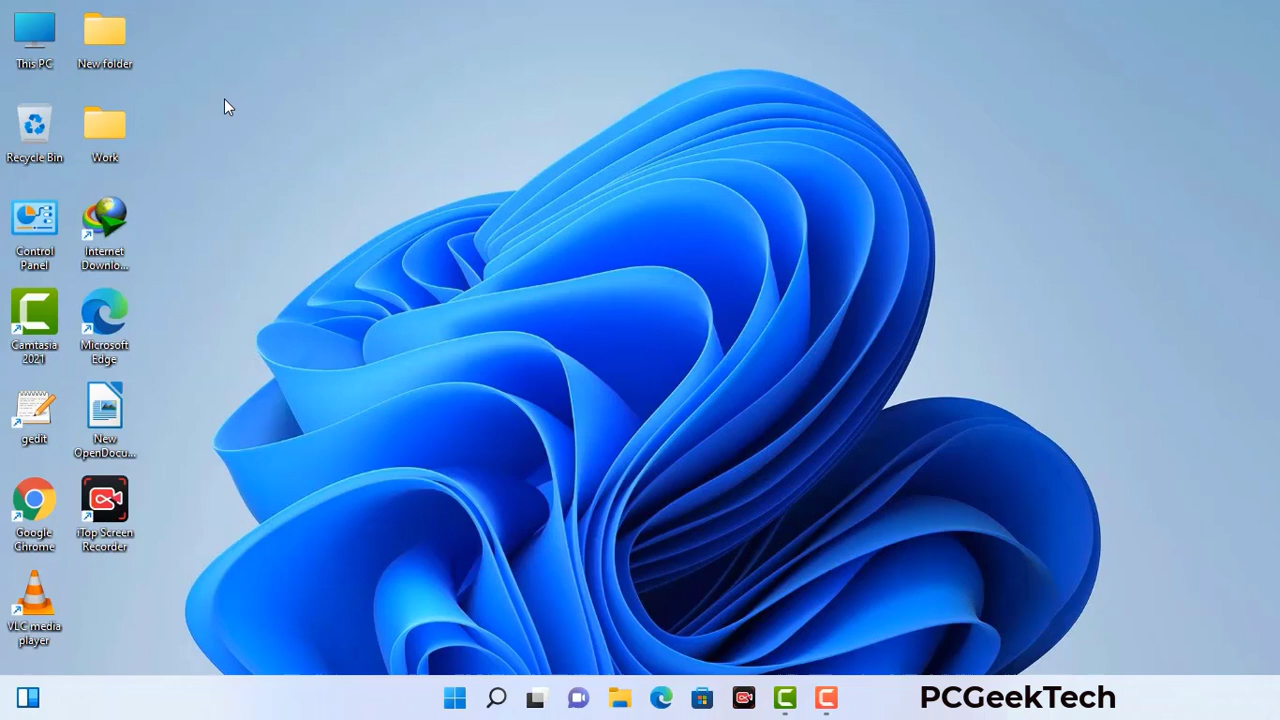 This PC
New folder
Recycle Bin
Work
Control
Panel
Internet
Downlo...
Camtasia
2021
Microsoft
Edge
gedit
New
OpenDocu...
Google
Chrome
iTop Screen
Recorder
VLC media
player
PCGeekTech